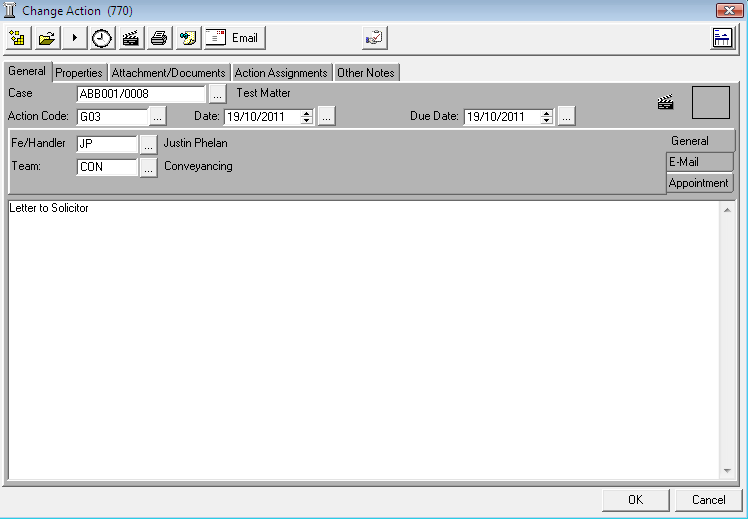 Change Action (770)
Email
General Properties Attachment/Documents Action Assignments Other Notes
Case ABB001/0008 ... Test Matter
Action Code: G03 ... Date: 19/10/2011 ... Due Date: 19/10/2011 ...
Fe/Handler JP ... Justin Phelan General
Team: CON ... Conveyancing E-Mail
Appointment
Letter to Solicitor
OK Cancel